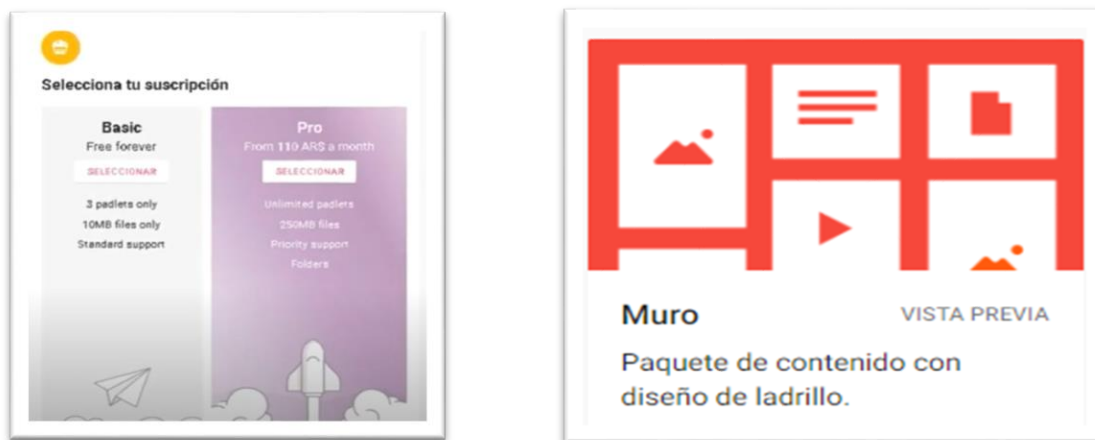 Selecciona tu suscripción
Basic
Free forever
SELECCIONAR
3 padlets only
10MB files only
Standard support
Pro
From 110 ARS a month
SELECCIONAR
Unlimited padlets
250MB files
Priority support
Folders
Muro
VISTA PREVIA
Paquete de contenido con
diseño de ladrillo.